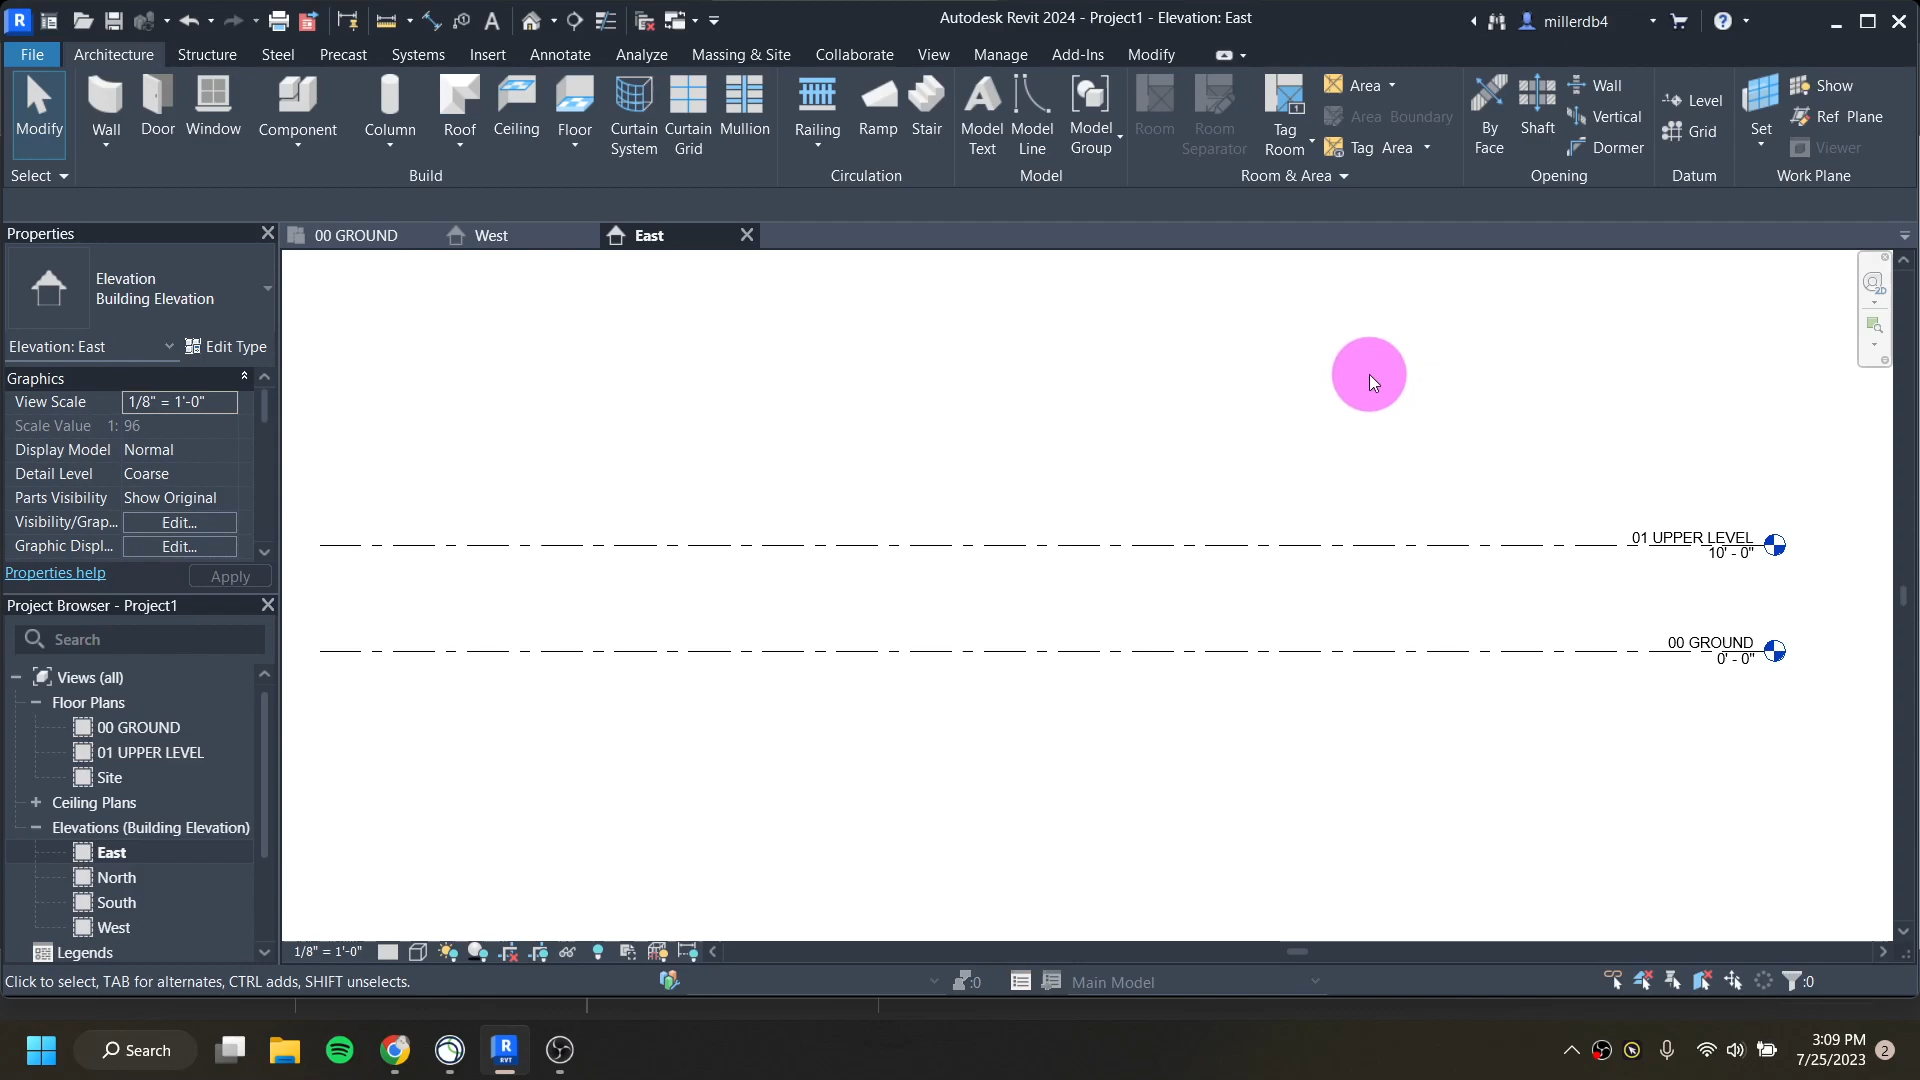 R
Autodesk Revit 2024 - Project1 - Elevation: East
millerdb4
File Architecture Structure Steel Precast Systems Insert Annotate Analyze Massing & Site Collaborate View Manage Add-Ins Modify
Modify
Wall
Door
Window
Component
Column
Roof
Ceiling
Floor
Curtain System
Curtain Grid
Mullion
Railing
Ramp
Stair
Model Text
Model Line
Model Group
Room
Room Separator
Tag Room
Area
Area Boundary
Tag Area
By Face
Shaft
Wall
Vertical
Dormer
Level
Grid
Set
Show
Ref Plane
Viewer
Select
Build
Circulation
Model
Room & Area
Opening
Datum
Work Plane
Properties
00 GROUND
West
East
Elevation
Building Elevation
Elevation: East
Edit Type
Graphics
View Scale 1/8" = 1'-0"
Scale Value 1: 96
Display Model Normal
Detail Level Coarse
Parts Visibility Show Original
Visibility/Grap... Edit...
Graphic Displ... Edit...
Properties help
Apply
2D
01 UPPER LEVEL
10' - 0"
00 GROUND
0' - 0"
Project Browser - Project1
Search
Views (all)
Floor Plans
00 GROUND
01 UPPER LEVEL
Site
Ceiling Plans
Elevations (Building Elevation)
East
North
South
West
Legends
1/8" = 1'-0"
Click to select, TAB for alternates, CTRL adds, SHIFT unselects.
:0
Main Model
:0
Search
R
RVT
3:09 PM
7/25/2023
2